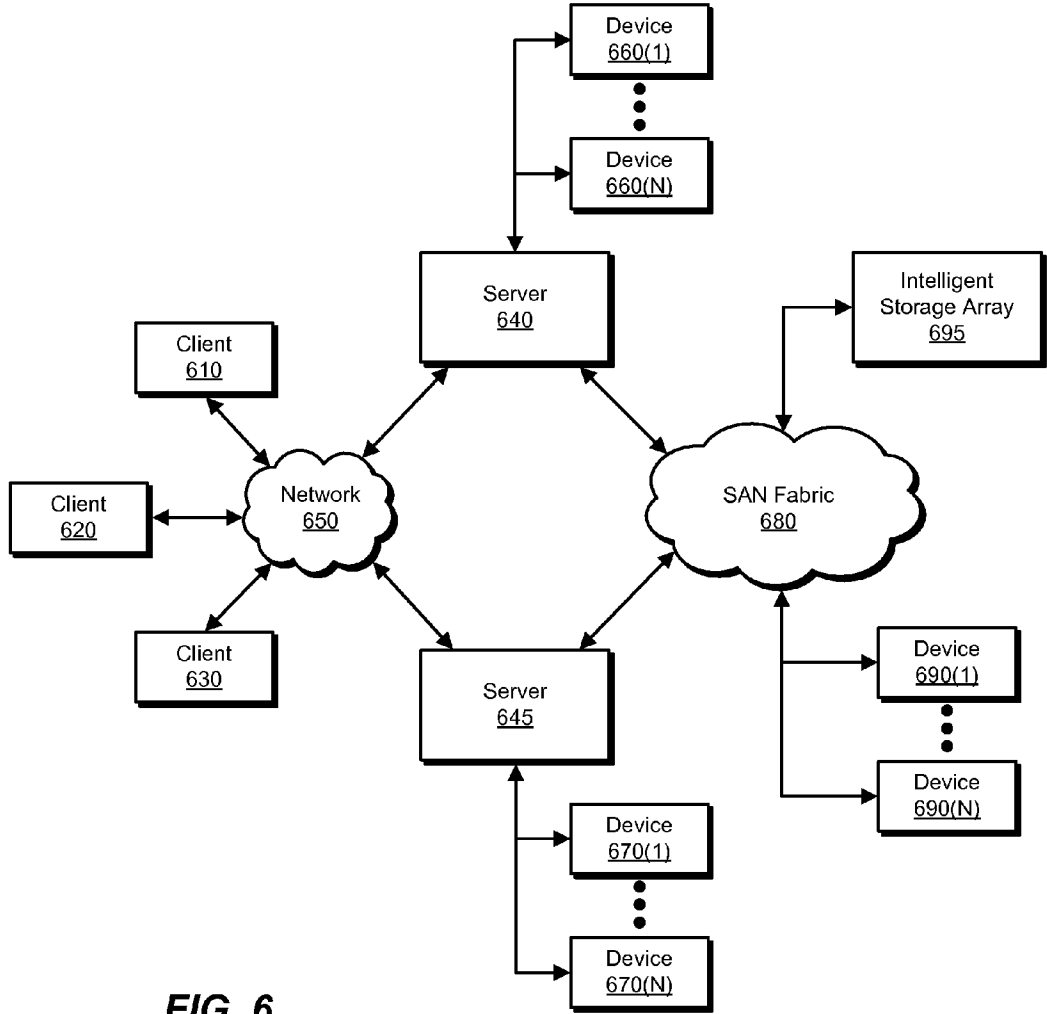 Device
660(1)
Device
660(N)
Server
640
Intelligent
Storage Array
695
Client
610
Client
620
Network
650
SAN Fabric
680
Client
630
Server
645
Device
690(1)
Device
690(N)
Device
670(1)
Device
670(N)
FIG. 6